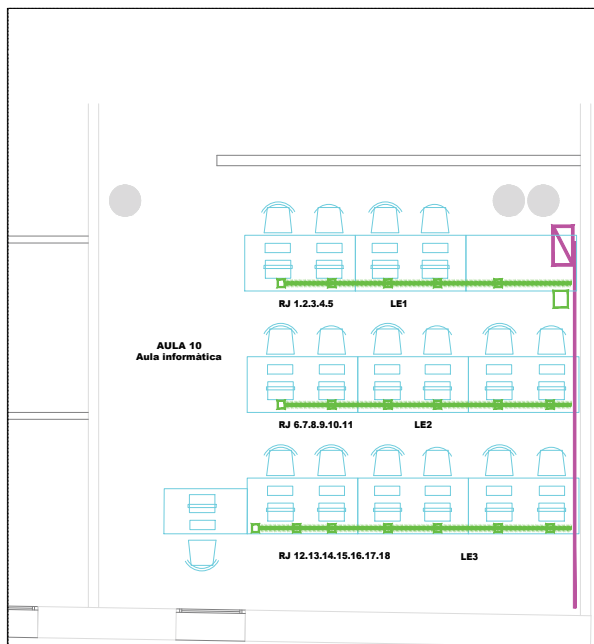 RJ 1.2.3.4.5 LE1
AULA 10
Aula informàtica
RJ 6.7.8.9.10.11 LE2
RJ 12.13.14.15.16.17.18 LE3